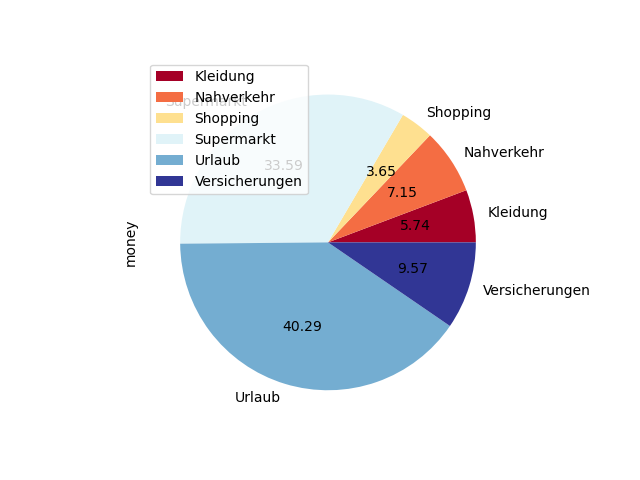 Kleidung
Nahverkehr
Shopping
Supermarkt
Urlaub
Versicherungen
Supermarkt
Shopping
Nahverkehr
Kleidung
Versicherungen
Urlaub
33.59
3.65
7.15
5.74
9.57
40.29
money